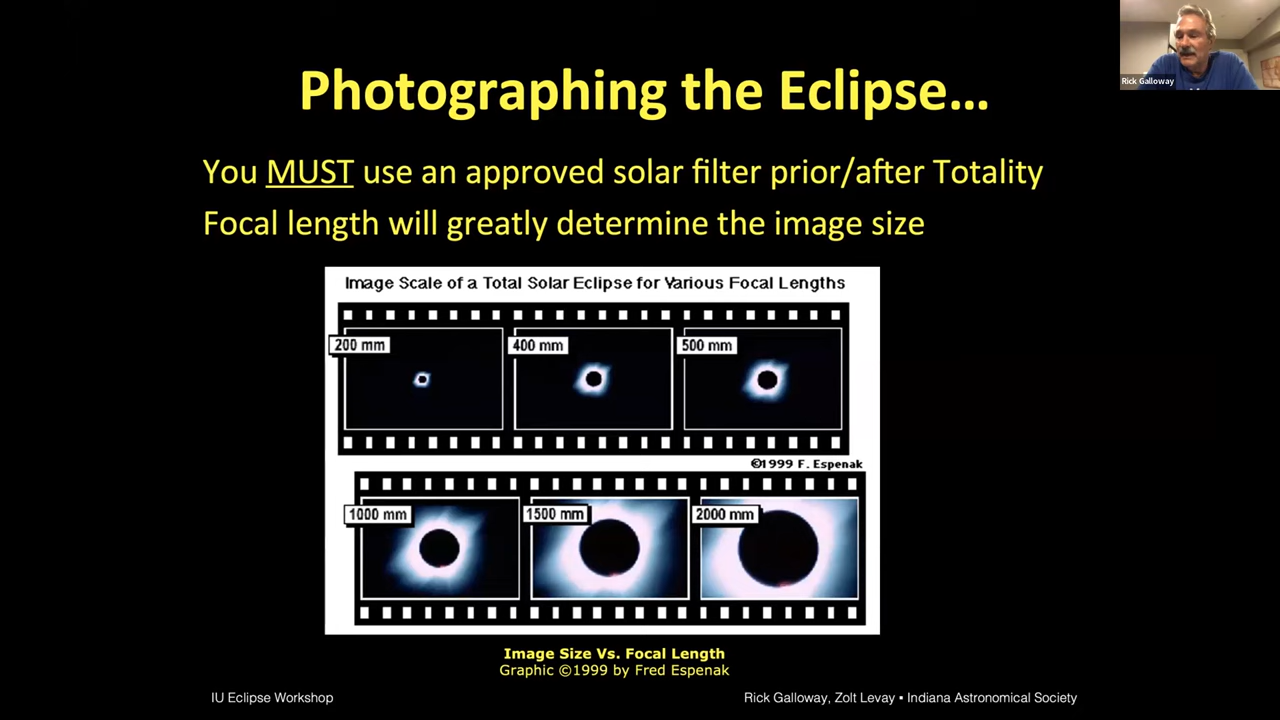 Rick Galloway
Photographing the Eclipse...
You MUST use an approved solar filter prior/after Totality
Focal length will greatly determine the image size
Image Scale of a Total Solar Eclipse for Various Focal Lengths
200 mm
400 mm
500 mm
©1999 F. Espenak
1000 mm
1500 mm
2000 mm
Image Size Vs. Focal Length
Graphic ©1999 by Fred Espenak
IU Eclipse Workshop
Rick Galloway, Zolt Levay ▪ Indiana Astronomical Society